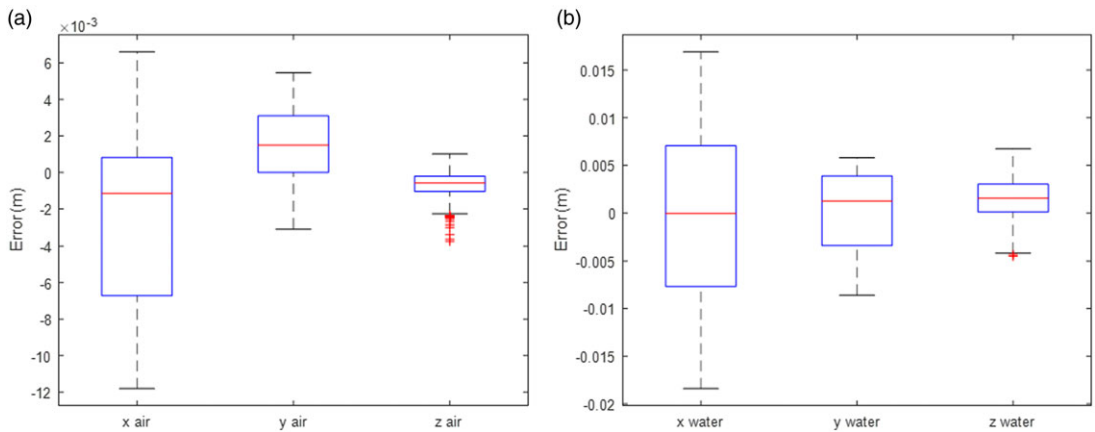 (a)
×10⁻³
6
4
2
0
-2
-4
-6
-8
-10
-12
Error (m)
x air
y air
z air
(b)
0.015
0.01
0.005
0
-0.005
-0.01
-0.015
-0.02
Error (m)
x water
y water
z water